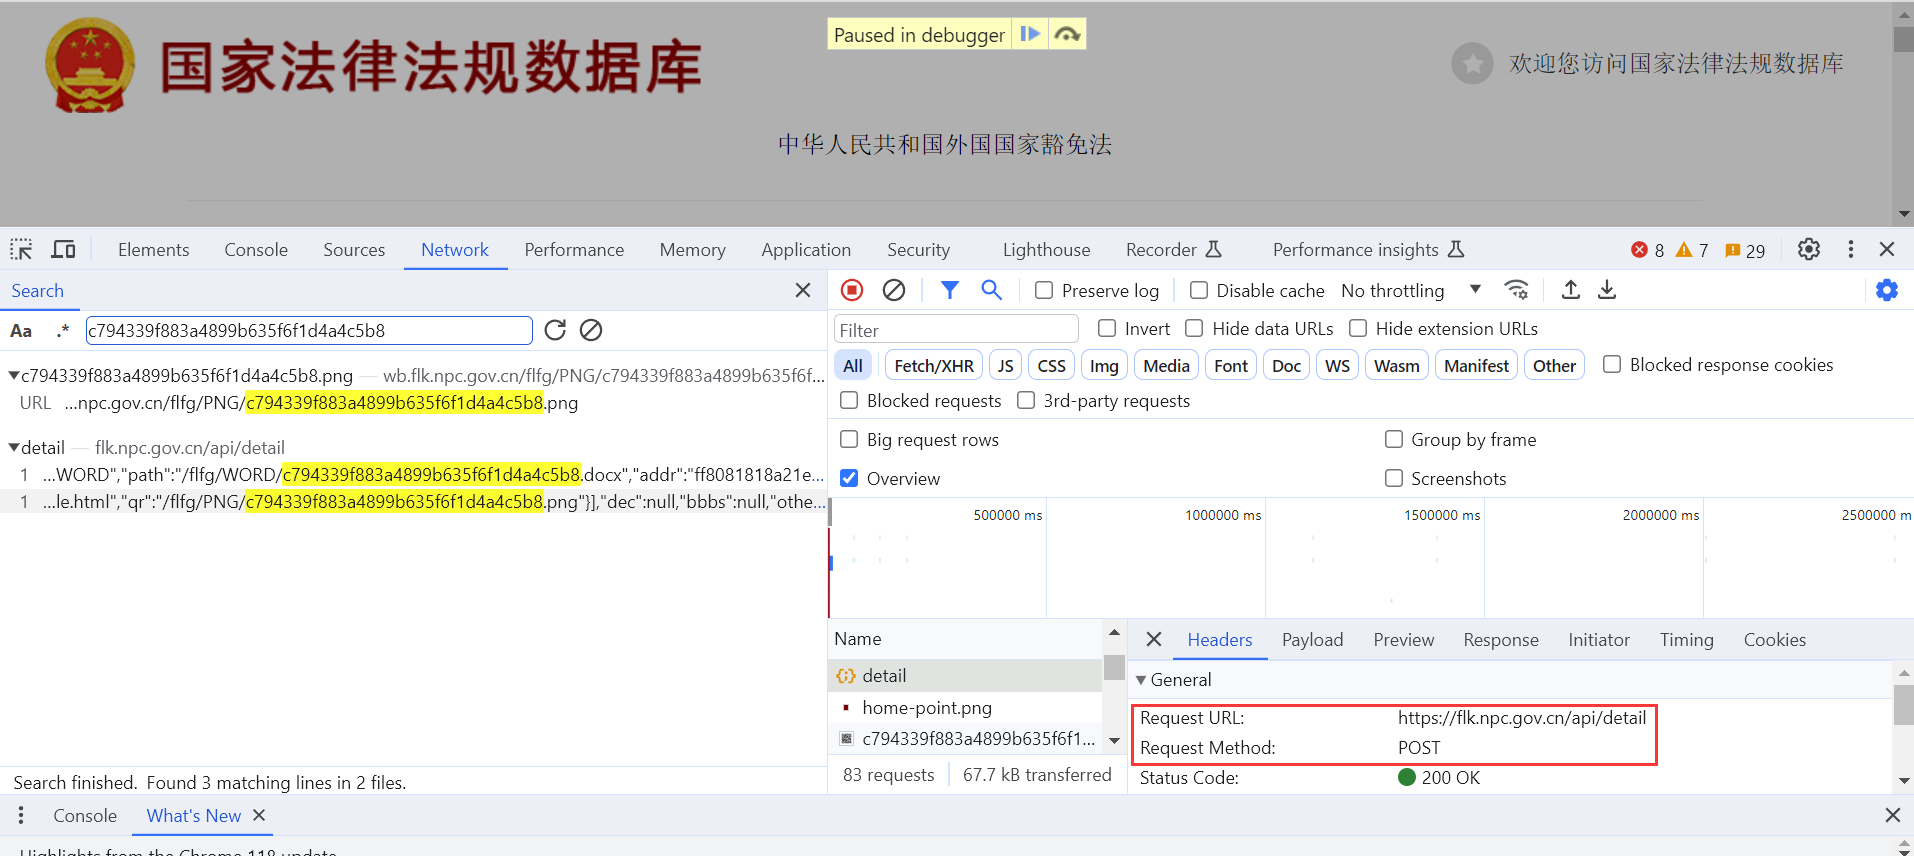 国家法律法规数据库
Paused in debugger
欢迎您访问国家法律法规数据库
中华人民共和国外国国家豁免法
Elements Console Sources Network Performance Memory Application Security Lighthouse Recorder Performance insights 8 7 29
Search
Aa .* c794339f883a4899b635f6f1d4a4c5b8
c794339f883a4899b635f6f1d4a4c5b8.png — wb.flk.npc.gov.cn/flfg/PNG/c794339f883a4899b635f6f...
URL ...npc.gov.cn/flfg/PNG/c794339f883a4899b635f6f1d4a4c5b8.png
detail — flk.npc.gov.cn/api/detail
1 ...WORD","path":"/flfg/WORD/c794339f883a4899b635f6f1d4a4c5b8.docx","addr":"ff8081818a21e...
1 ...le.html","qr":"/flfg/PNG/c794339f883a4899b635f6f1d4a4c5b8.png"}],"dec":null,"bbbs":null,"othe...
Search finished. Found 3 matching lines in 2 files.
Preserve log Disable cache No throttling
Filter Invert Hide data URLs Hide extension URLs
All Fetch/XHR JS CSS Img Media Font Doc WS Wasm Manifest Other Blocked response cookies
Blocked requests 3rd-party requests
Big request rows Group by frame
Overview Screenshots
500000 ms 1000000 ms 1500000 ms 2000000 ms 2500000 m
Name
detail
home-point.png
c794339f883a4899b635f6f1...
83 requests 67.7 kB transferred
Headers Payload Preview Response Initiator Timing Cookies
General
Request URL: https://flk.npc.gov.cn/api/detail
Request Method: POST
Status Code: 200 OK
Console What's New
Highlights from the Chrome 118 update